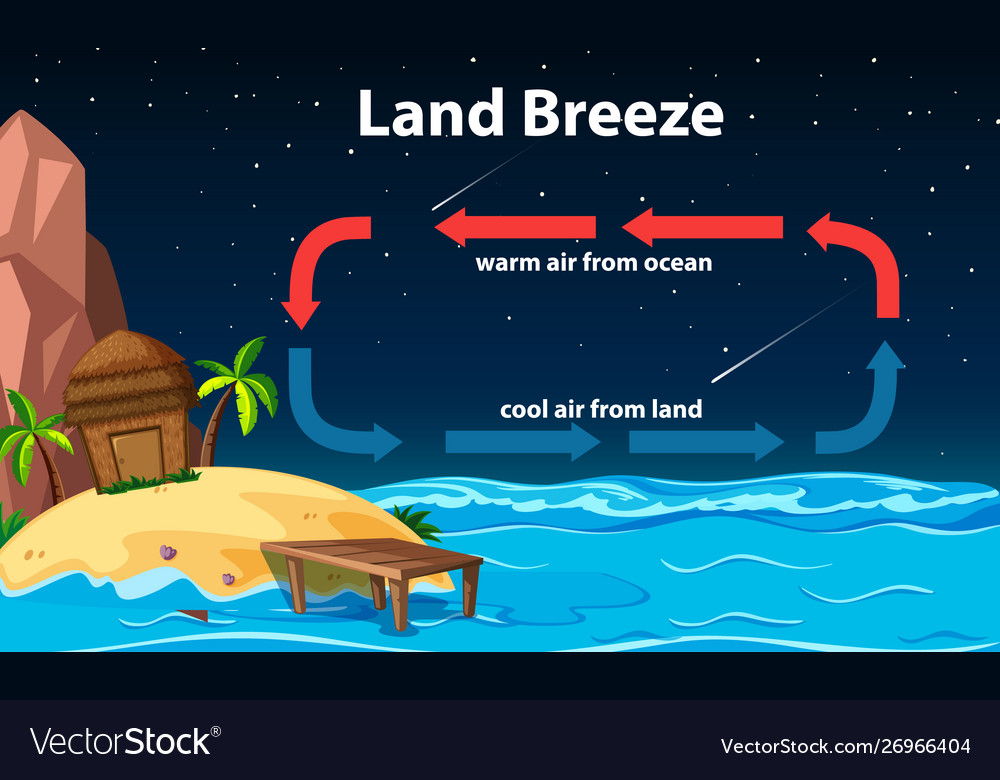 Land Breeze
warm air from ocean
cool air from land
VectorStock®
VectorStock.com/26966404